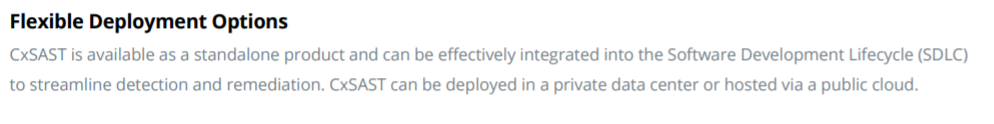 Flexible Deployment Options
CxSAST is available as a standalone product and can be effectively integrated into the Software Development Lifecycle (SDLC)
to streamline detection and remediation. CxSAST can be deployed in a private data center or hosted via a public cloud.